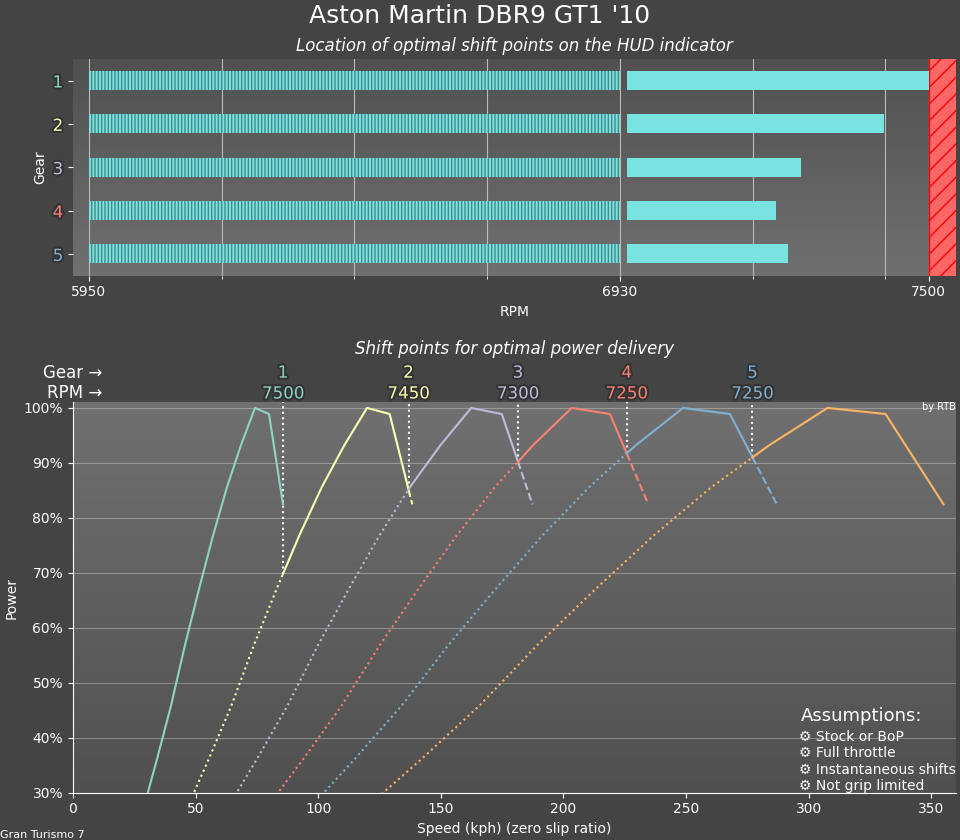 Aston Martin DBR9 GT1 '10
Location of optimal shift points on the HUD indicator
Gear
1
2
3
4
5
5950 6930 7500
RPM
Shift points for optimal power delivery
Gear → 1 2 3 4 5
RPM → 7500 7450 7300 7250 7250
by RTB
Power
100%
90%
80%
70%
60%
50%
40%
30%
Assumptions:
⚙ Stock or BoP
⚙ Full throttle
⚙ Instantaneous shifts
⚙ Not grip limited
0 50 100 150 200 250 300 350
Speed (kph) (zero slip ratio)
Gran Turismo 7